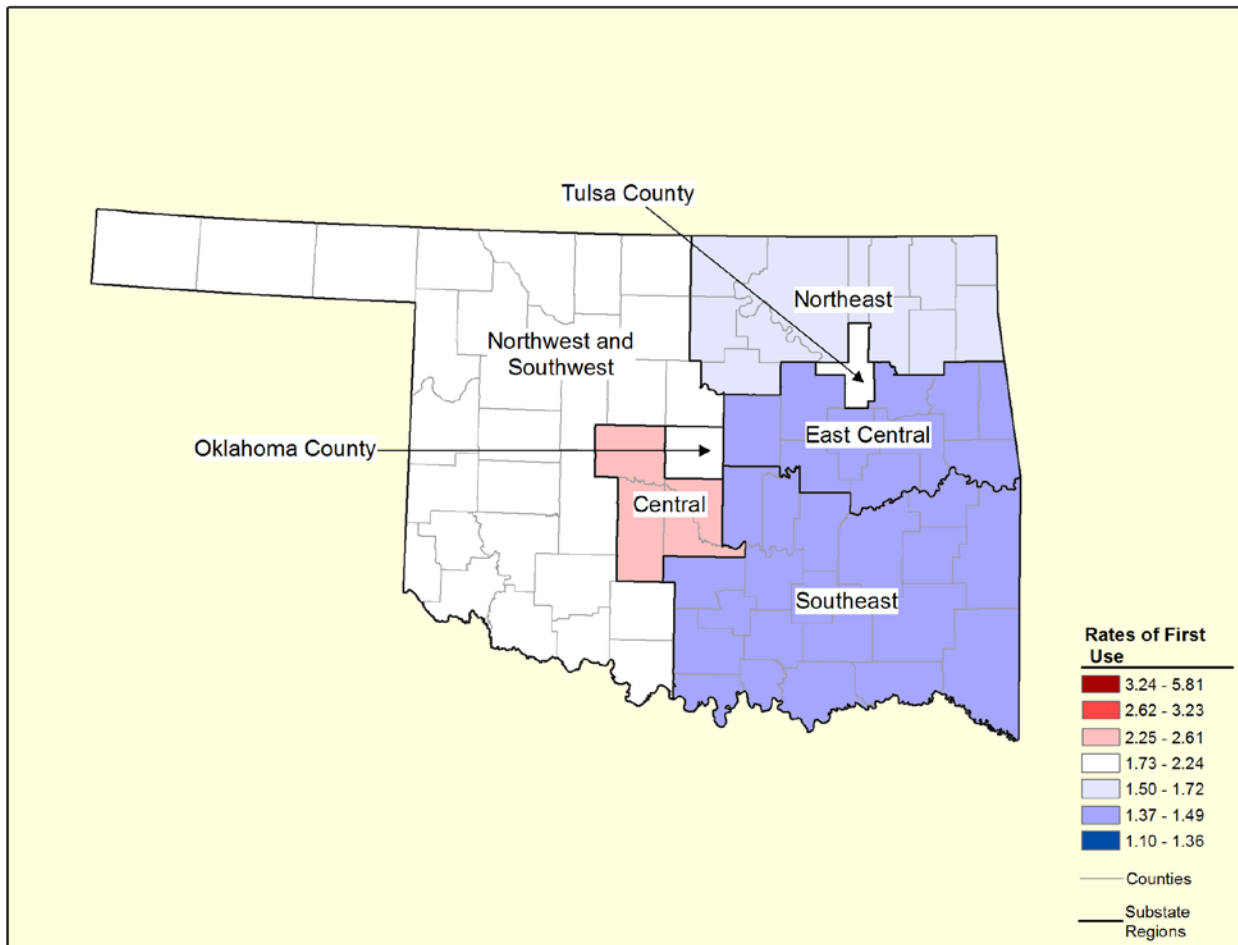 Tulsa County
Northeast
Northwest and
Southwest
East Central
Oklahoma County
Central
Southeast
Rates of First
Use
3.24 - 5.81
2.62 - 3.23
2.25 - 2.61
1.73 - 2.24
1.50 - 1.72
1.37 - 1.49
1.10 - 1.36
Counties
Substate
Regions